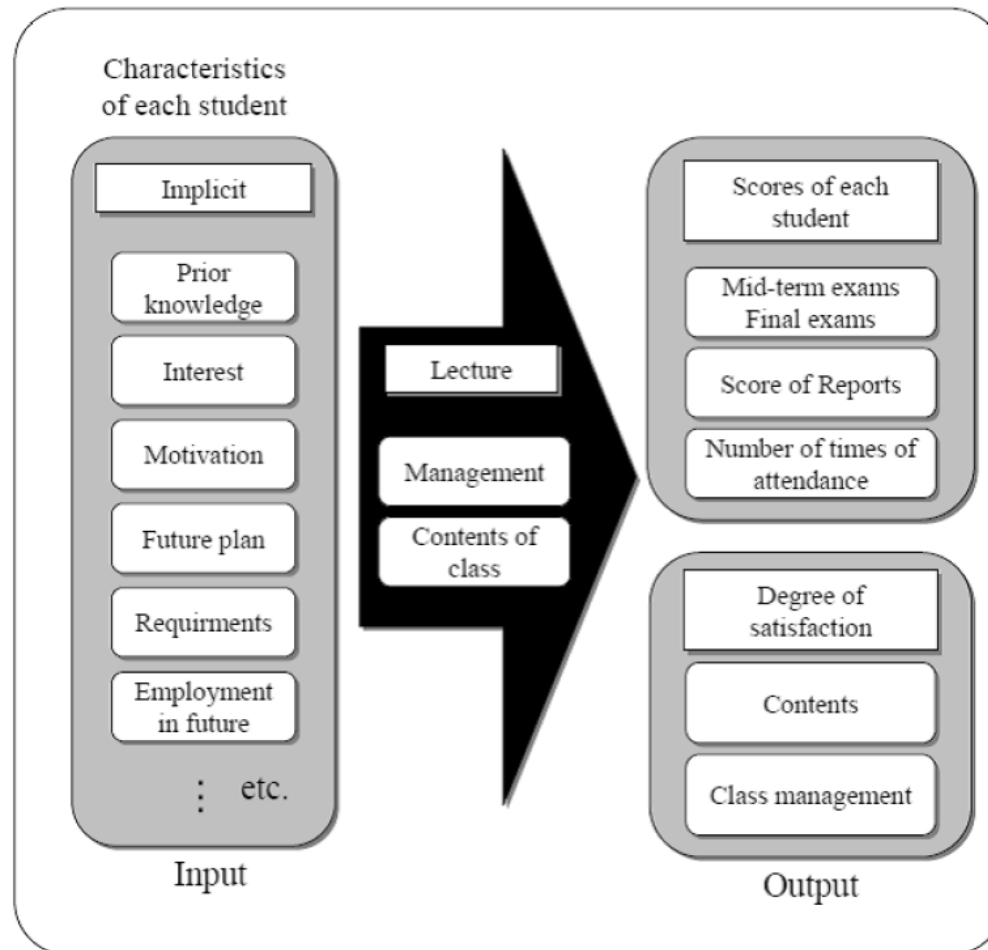 Characteristics
of each student
Implicit
Prior
knowledge
Interest
Motivation
Future plan
Requirments
Employment
in future
⋮ etc.
Input
Lecture
Management
Contents of
class
Scores of each
student
Mid-term exams
Final exams
Score of Reports
Number of times of
attendance
Degree of
satisfaction
Contents
Class management
Output